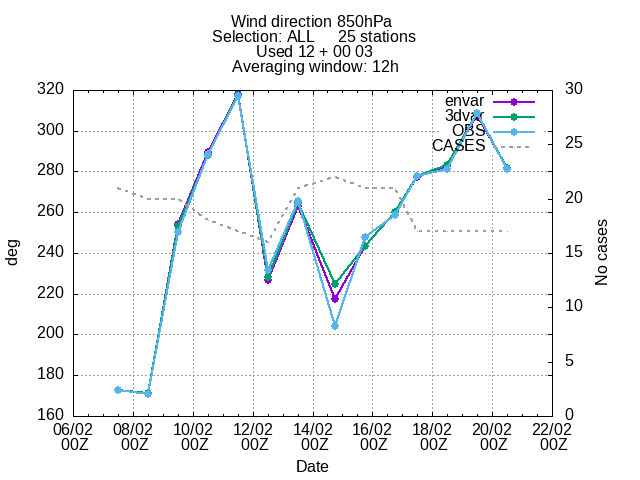 Wind direction 850hPa
Selection: ALL 25 stations
Used 12 + 00 03
Averaging window: 12h
320 30
envar
3dvar
OBS
CASES
300 25
280 20
260
deg
240 15
No cases
220 10
200
180 5
160 0
06/02 08/02 10/02 12/02 14/02 16/02 18/02 20/02 22/02
00Z 00Z 00Z 00Z 00Z 00Z 00Z 00Z 00Z
Date